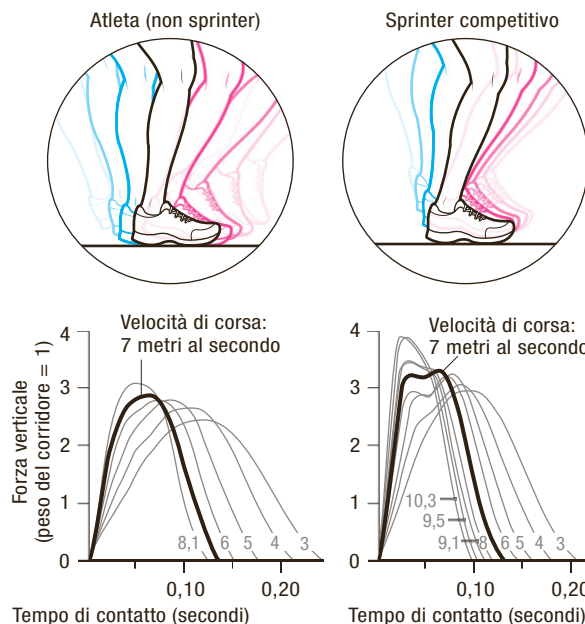 Atleta (non sprinter)
Sprinter competitivo
4
3
2
1
0
Forza verticale
(peso del corridore = 1)
Velocità di corsa:
7 metri al secondo
8,1 6 5 4 3
0,10 0,20
Tempo di contatto (secondi)
4
3
2
1
0
Velocità di corsa:
7 metri al secondo
10,3
9,5
9,1 8 6 5 4 3
0,10 0,20
Tempo di contatto (secondi)